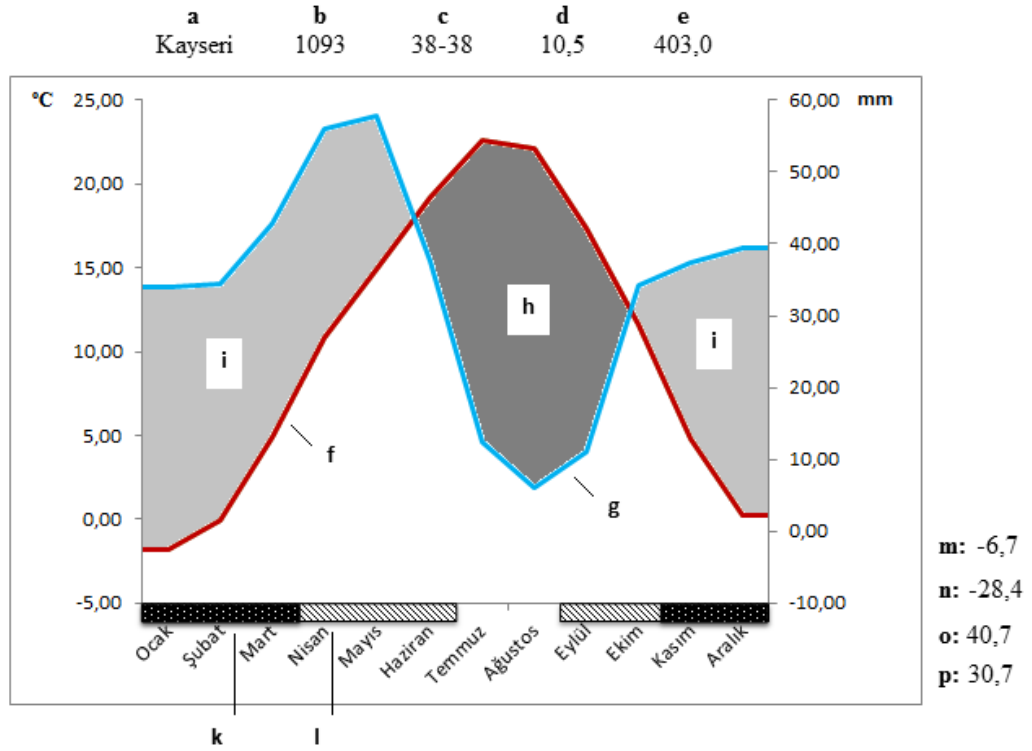 a b c d e
Kayseri 1093 38-38 10,5 403,0
°C 25,00 60,00 mm
50,00
20,00
40,00
15,00
h
30,00
i i
10,00
20,00
5,00
f
10,00
g
0,00
0,00
m: -6,7
n: -28,4
-5,00 -10,00
o: 40,7
p: 30,7
Ocak Şubat Mart Nisan Mayıs Haziran Temmuz Ağustos Eylül Ekim Kasım Aralık
k l